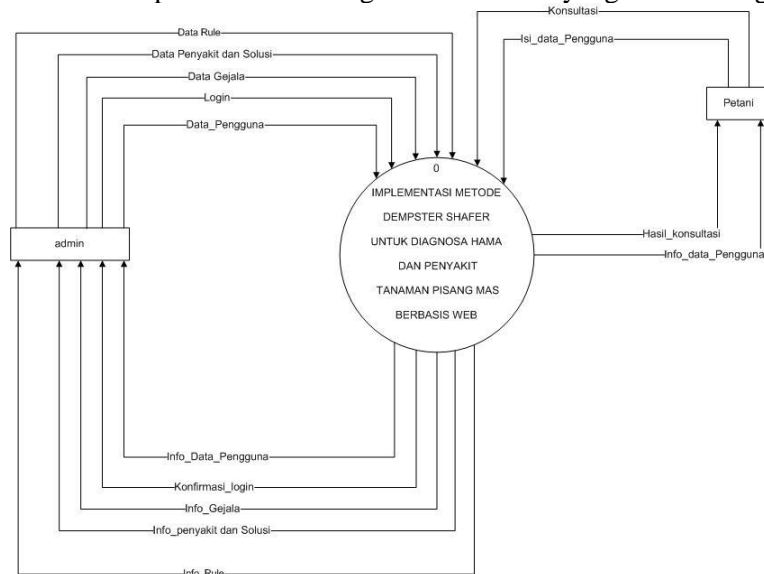 Konsultasi
Data Rule
Isi_data_Pengguna
Data Penyakit dan Solusi
Data Gejala
Login
Petani
Data_Pengguna
0
IMPLEMENTASI METODE
DEMPSTER SHAFER
UNTUK DIAGNOSA HAMA
DAN PENYAKIT
TANAMAN PISANG MAS
BERBASIS WEB
admin
Hasil_konsultasi
Info_data_Pengguna
Info_Data_Pengguna
Konfirmasi_login
Info_Gejala
Info_penyakit dan Solusi
Info_Rule